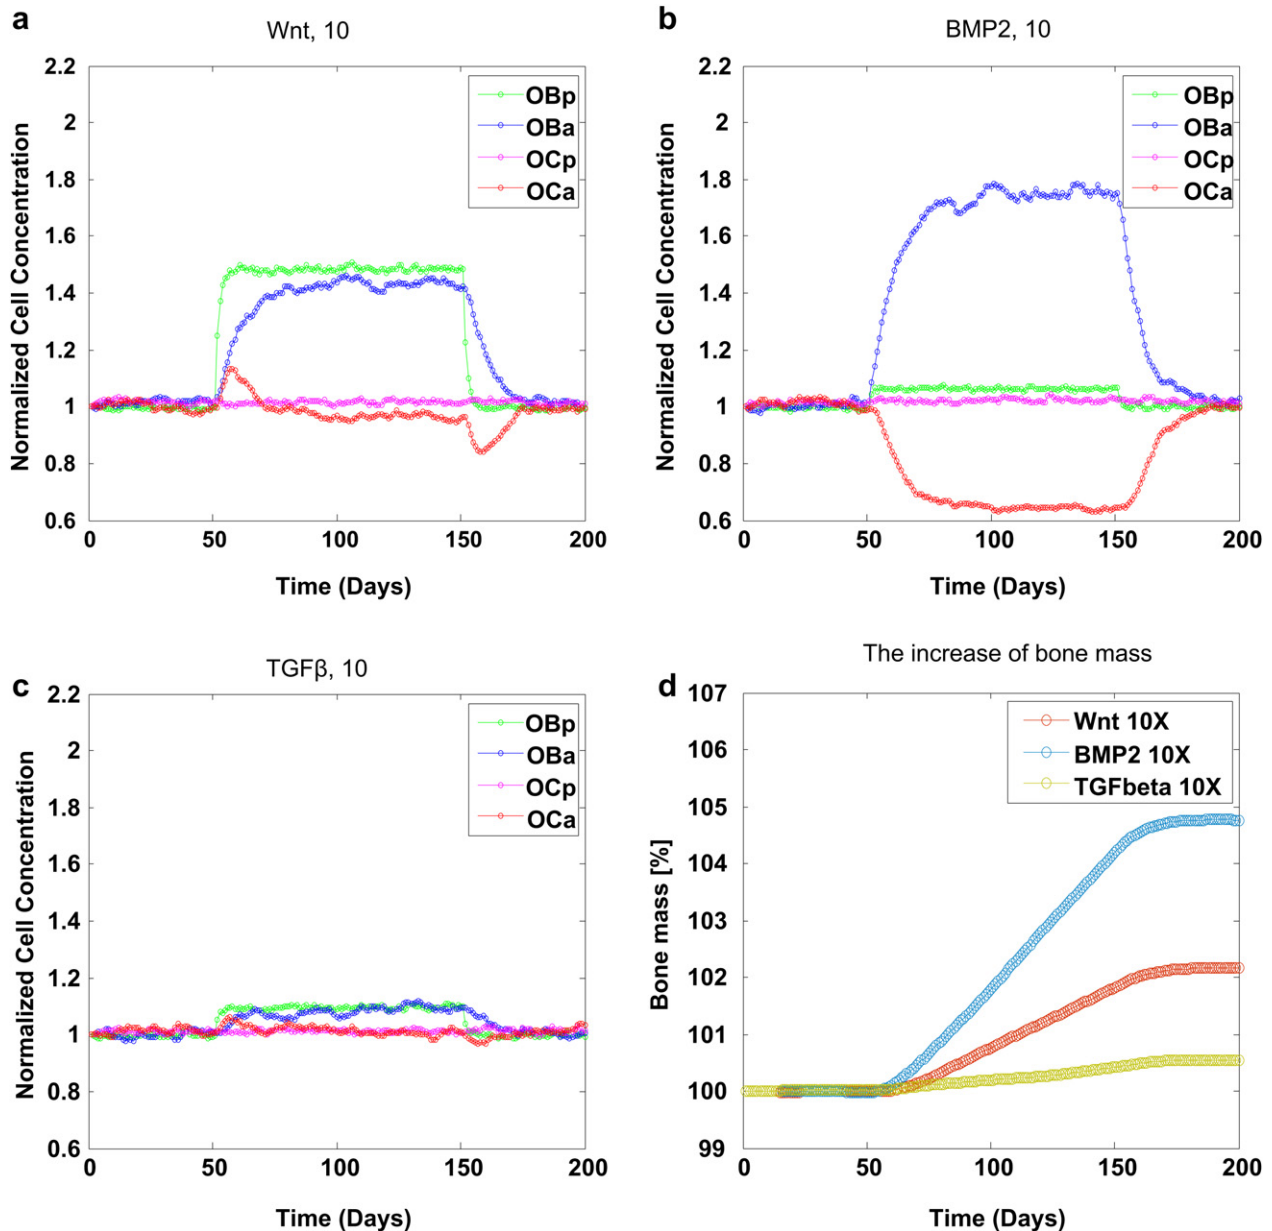 a
Wnt, 10
2.2
2
1.8
1.6
1.4
1.2
1
0.8
0.6
Normalized Cell Concentration
OBp
OBa
OCp
OCa
0 50 100 150 200
Time (Days)
b
BMP2, 10
2.2
2
1.8
1.6
1.4
1.2
1
0.8
0.6
Normalized Cell Concentration
OBp
OBa
OCp
OCa
0 50 100 150 200
Time (Days)
c
TGFβ, 10
2.2
2
1.8
1.6
1.4
1.2
1
0.8
0.6
Normalized Cell Concentration
OBp
OBa
OCp
OCa
0 50 100 150 200
Time (Days)
d
The increase of bone mass
107
106
105
104
103
102
101
100
99
Bone mass [%]
Wnt 10X
BMP2 10X
TGFbeta 10X
0 50 100 150 200
Time (Days)